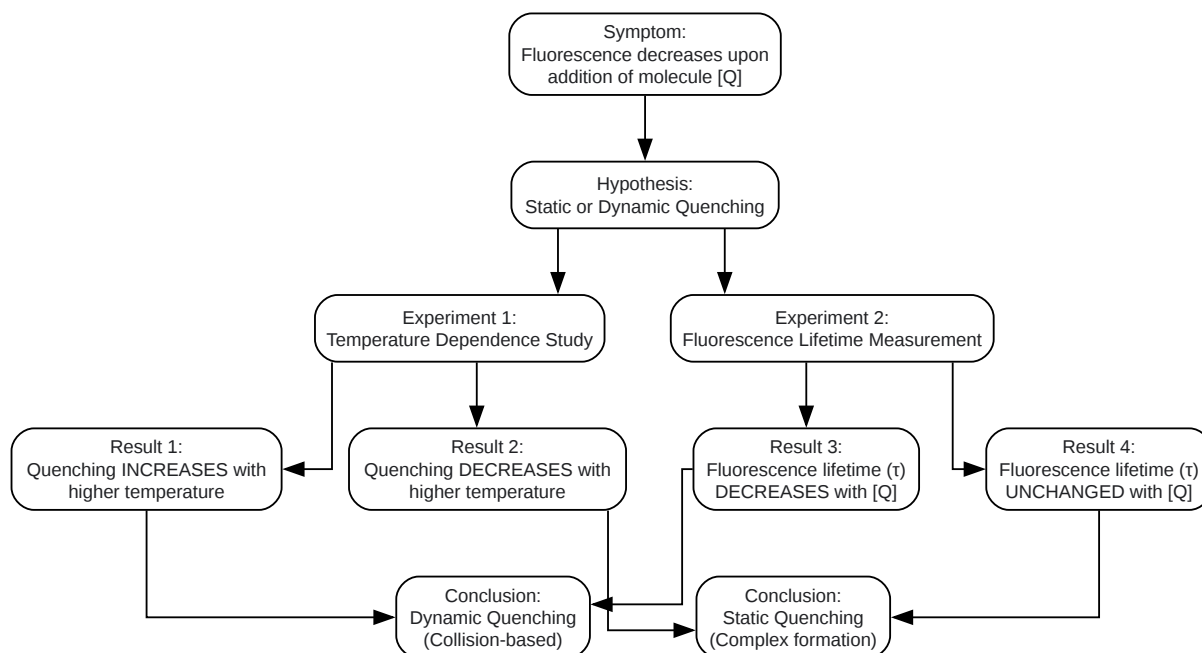 Symptom:
Fluorescence decreases upon
addition of molecule [Q]
Hypothesis:
Static or Dynamic Quenching
Experiment 1:
Temperature Dependence Study
Experiment 2:
Fluorescence Lifetime Measurement
Result 1:
Quenching INCREASES with
higher temperature
Result 2:
Quenching DECREASES with
higher temperature
Result 3:
Fluorescence lifetime (τ)
DECREASES with [Q]
Result 4:
Fluorescence lifetime (τ)
UNCHANGED with [Q]
Conclusion:
Dynamic Quenching
(Collision-based)
Conclusion:
Static Quenching
(Complex formation)